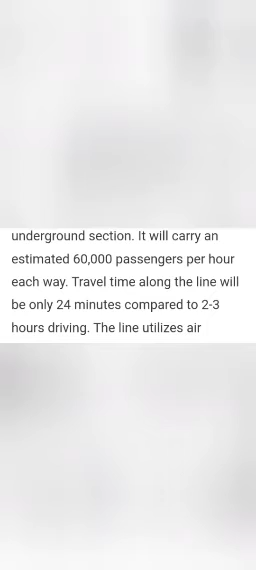 underground section. It will carry an
estimated 60,000 passengers per hour
each way. Travel time along the line will
be only 24 minutes compared to 2-3
hours driving. The line utilizes air